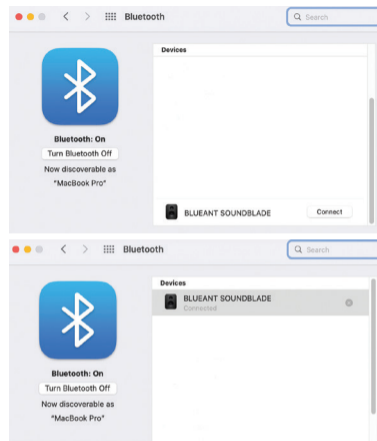 Bluetooth
Search
Devices
Bluetooth: On
Turn Bluetooth Off
Now discoverable as
"MacBook Pro"
BLUEANT SOUNDBLADE
Connect
Bluetooth
Search
Devices
BLUEANT SOUNDBLADE
Connected
Bluetooth: On
Turn Bluetooth Off
Now discoverable as
"MacBook Pro"